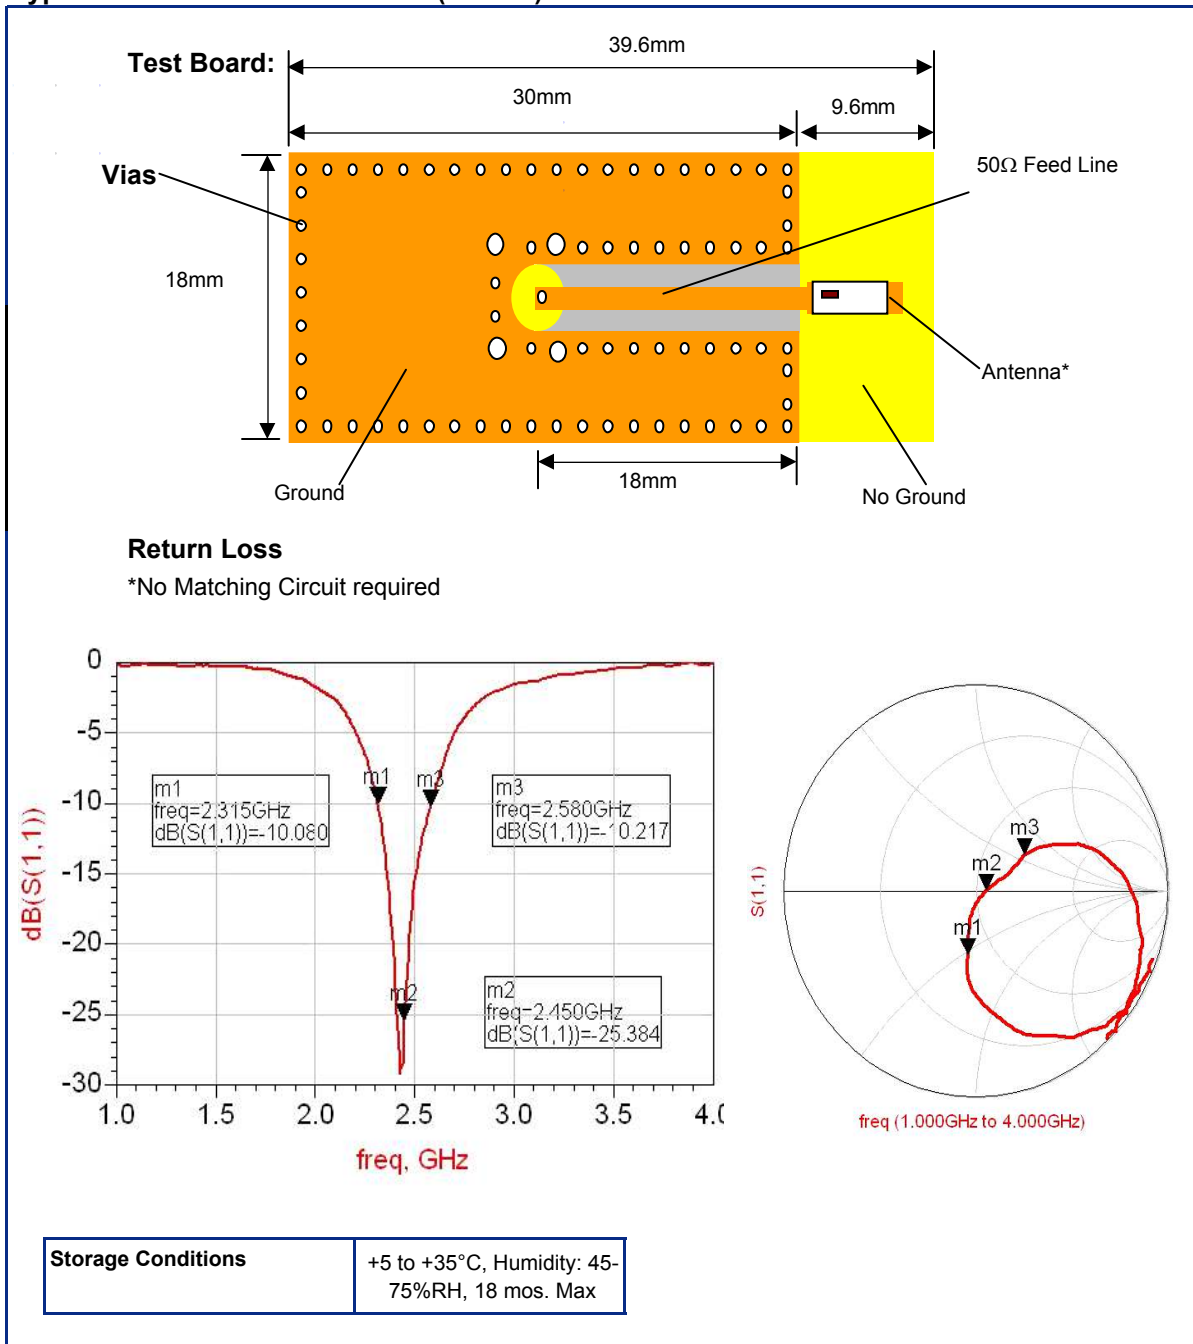 39.6mm
Test Board:
30mm
9.6mm
50Ω Feed Line
Vias
18mm
Antenna*
18mm
Ground
No Ground
Return Loss
*No Matching Circuit required
0
-5
-10
-15
-20
-25
-30
dB(S(1,1))
m1
m3
m2
m1
freq=2.315GHz
dB(S(1,1))=-10.080
m3
freq=2.580GHz
dB(S(1,1))=-10.217
m2
freq=2.450GHz
dB(S(1,1))=-25.384
1.0 1.5 2.0 2.5 3.0 3.5
freq, GHz
S(1,1)
m3
m2
m1
freq (1.000GHz to 4.000GHz)
Storage Conditions
+5 to +35°C, Humidity: 45-
75%RH, 18 mos. Max